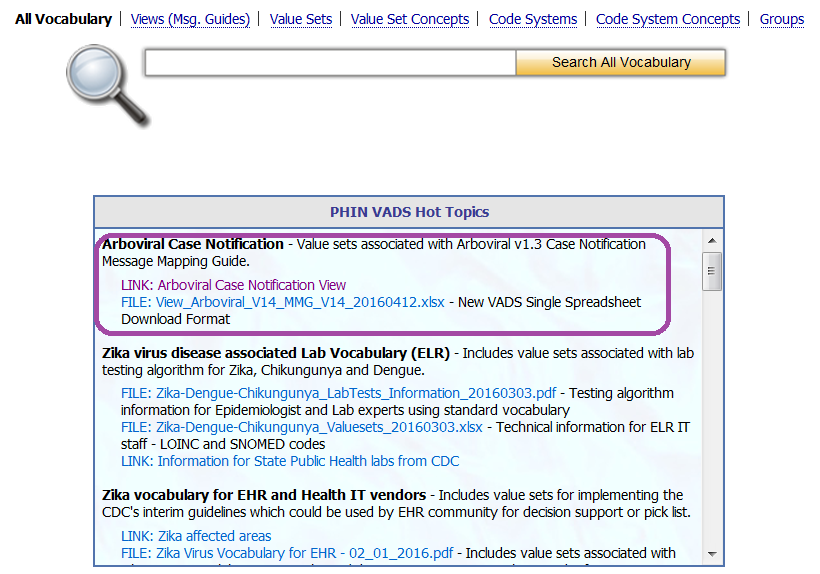 All Vocabulary | Views (Msg. Guides) | Value Sets | Value Set Concepts | Code Systems | Code System Concepts | Groups
Search All Vocabulary
PHIN VADS Hot Topics
Arboviral Case Notification - Value sets associated with Arboviral v1.3 Case Notification
Message Mapping Guide.
LINK: Arboviral Case Notification View
FILE: View_Arboviral_V14_MMG_V14_20160412.xlsx - New VADS Single Spreadsheet
Download Format
Zika virus disease associated Lab Vocabulary (ELR) - Includes value sets associated with lab
testing algorithm for Zika, Chikungunya and Dengue.
FILE: Zika-Dengue-Chikungunya_LabTests_Information_20160303.pdf - Testing algorithm
information for Epidemiologist and Lab experts using standard vocabulary
FILE: Zika-Dengue-Chikungunya_Valuesets_20160303.xlsx - Technical information for ELR IT
staff - LOINC and SNOMED codes
LINK: Information for State Public Health labs from CDC
Zika vocabulary for EHR and Health IT vendors - Includes value sets for implementing the
CDC's interim guidelines which could be used by EHR community for decision support or pick list.
LINK: Zika affected areas
FILE: Zika Virus Vocabulary for EHR - 02_01_2016.pdf - Includes value sets associated with